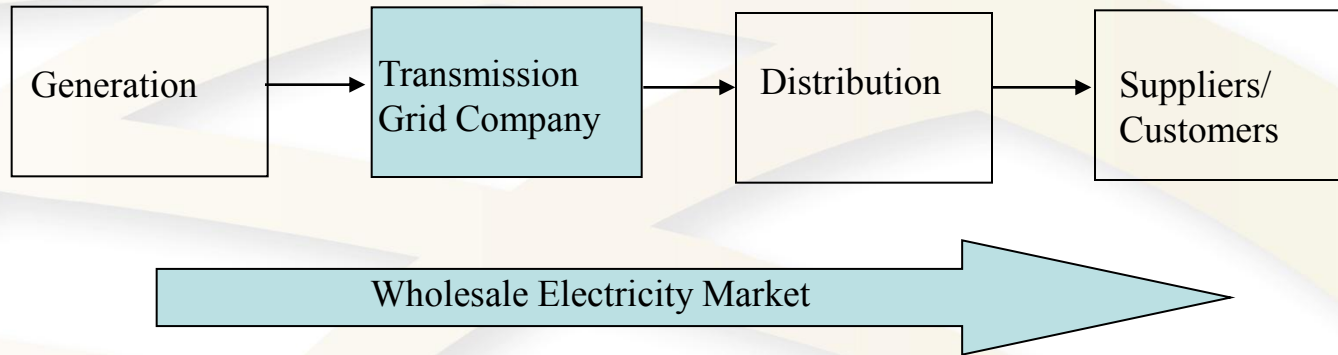 Generation
Transmission
Grid Company
Distribution
Suppliers/
Customers
Wholesale Electricity Market